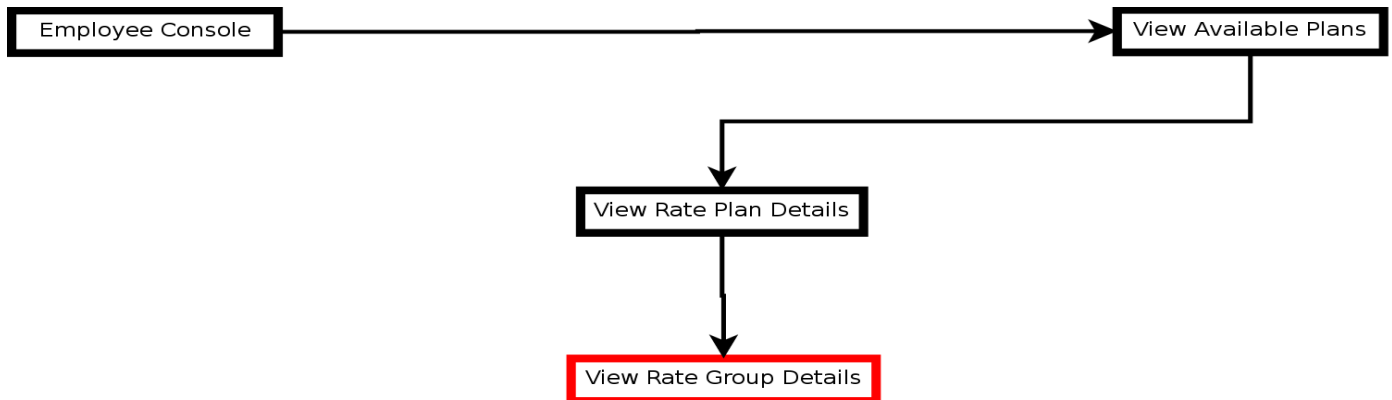 Employee Console
View Available Plans
View Rate Plan Details
View Rate Group Details